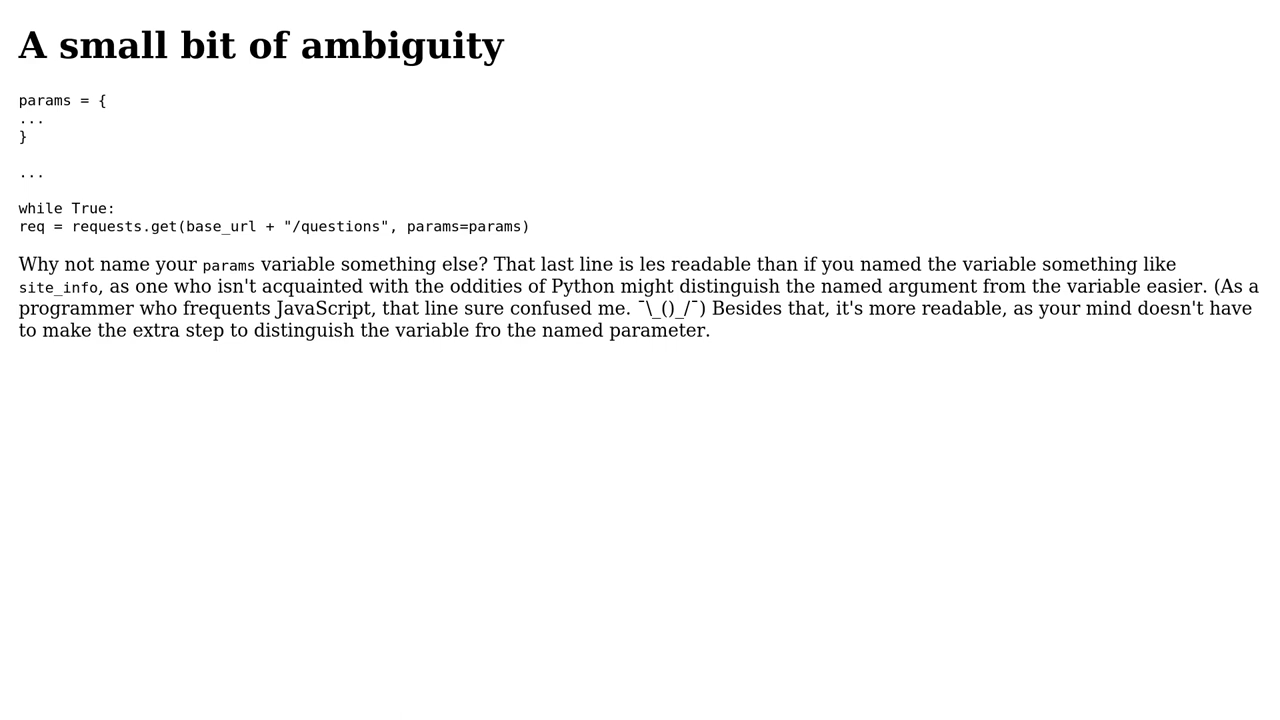 A small bit of ambiguity
params = {
...
}
...
while True:
req = requests.get(base_url + "/questions", params=params)
Why not name your params variable something else? That last line is les readable than if you named the variable something like
site_info, as one who isn't acquainted with the oddities of Python might distinguish the named argument from the variable easier. (As a
programmer who frequents JavaScript, that line sure confused me. ¯\_()_/¯) Besides that, it's more readable, as your mind doesn't have
to make the extra step to distinguish the variable fro the named parameter.